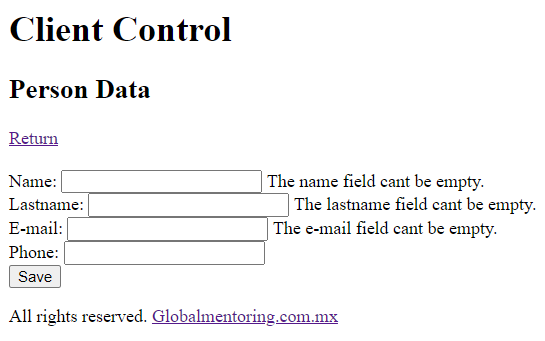 Client Control
Person Data
Return
Name: The name field cant be empty.
Lastname: The lastname field cant be empty.
E-mail: The e-mail field cant be empty.
Phone:
Save
All rights reserved. Globalmentoring.com.mx